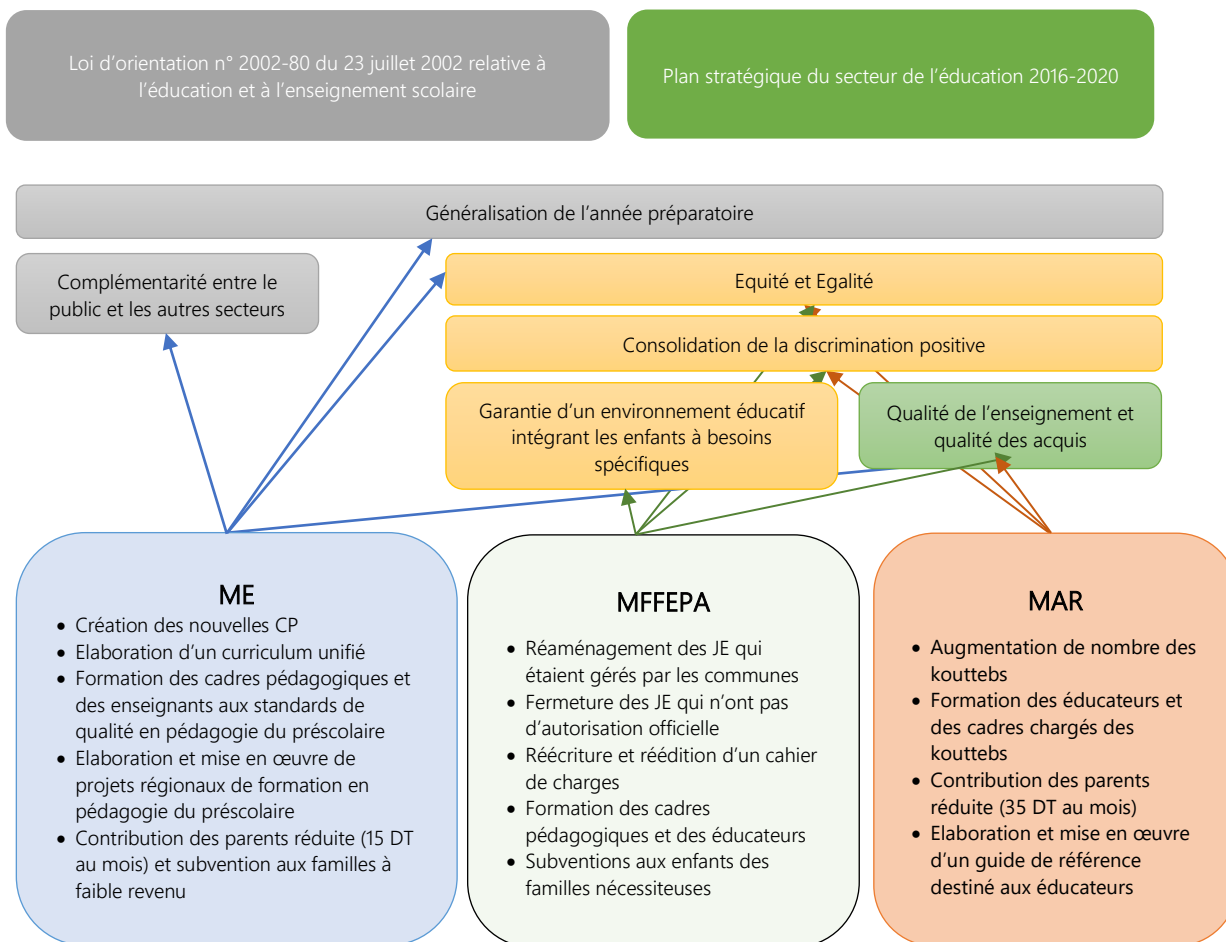 Loi d'orientation n° 2002-80 du 23 juillet 2002 relative à
l'éducation et à l'enseignement scolaire
Plan stratégique du secteur de l'éducation 2016-2020
Généralisation de l'année préparatoire
Complémentarité entre le
public et les autres secteurs
Equité et Egalité
Consolidation de la discrimination positive
Garantie d'un environnement éducatif
intégrant les enfants à besoins
spécifiques
Qualité de l'enseignement et
qualité des acquis
ME
• Création des nouvelles CP
• Elaboration d'un curriculum unifié
• Formation des cadres pédagogiques et
des enseignants aux standards de
qualité en pédagogie du préscolaire
• Elaboration et mise en œuvre de
projets régionaux de formation en
pédagogie du préscolaire
• Contribution des parents réduite (15 DT
au mois) et subvention aux familles à
faible revenu
MFFEPA
• Réaménagement des JE qui
étaient gérés par les communes
• Fermeture des JE qui n'ont pas
d'autorisation officielle
• Réécriture et réédition d'un cahier
de charges
• Formation des cadres
pédagogiques et des éducateurs
• Subventions aux enfants des
familles nécessiteuses
MAR
• Augmentation de nombre des
kouttebs
• Formation des éducateurs et
des cadres chargés des
kouttebs
• Contribution des parents
réduite (35 DT au mois)
• Elaboration et mise en œuvre
d'un guide de référence
destiné aux éducateurs